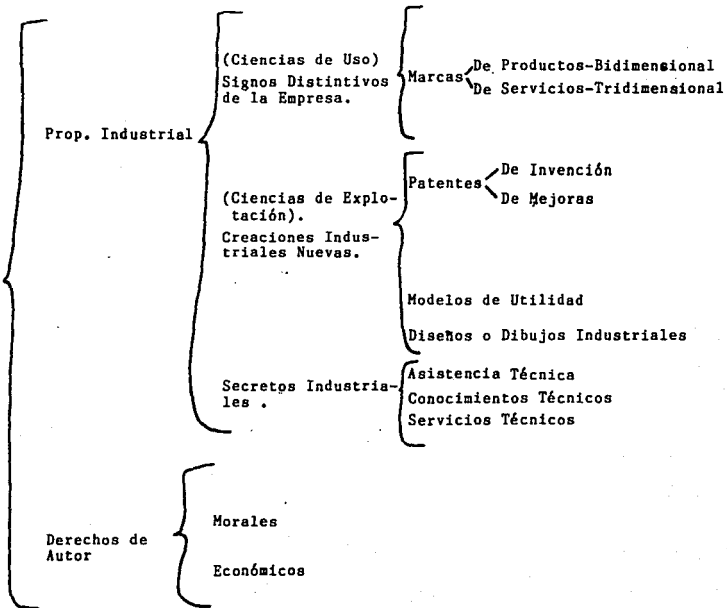 (Ciencias de Uso)
Signos Distintivos
de la Empresa.
Marcas
De Productos-Bidimensional
De Servicios-Tridimensional
Prop. Industrial
(Ciencias de Explo-
tación).
Creaciones Indus-
triales Nuevas.
Patentes
De Invención
De Mejoras
Modelos de Utilidad
Diseños o Dibujos Industriales
Secretos Industria-
les .
Asistencia Técnica
Conocimientos Técnicos
Servicios Técnicos
Derechos de
Autor
Morales
Económicos